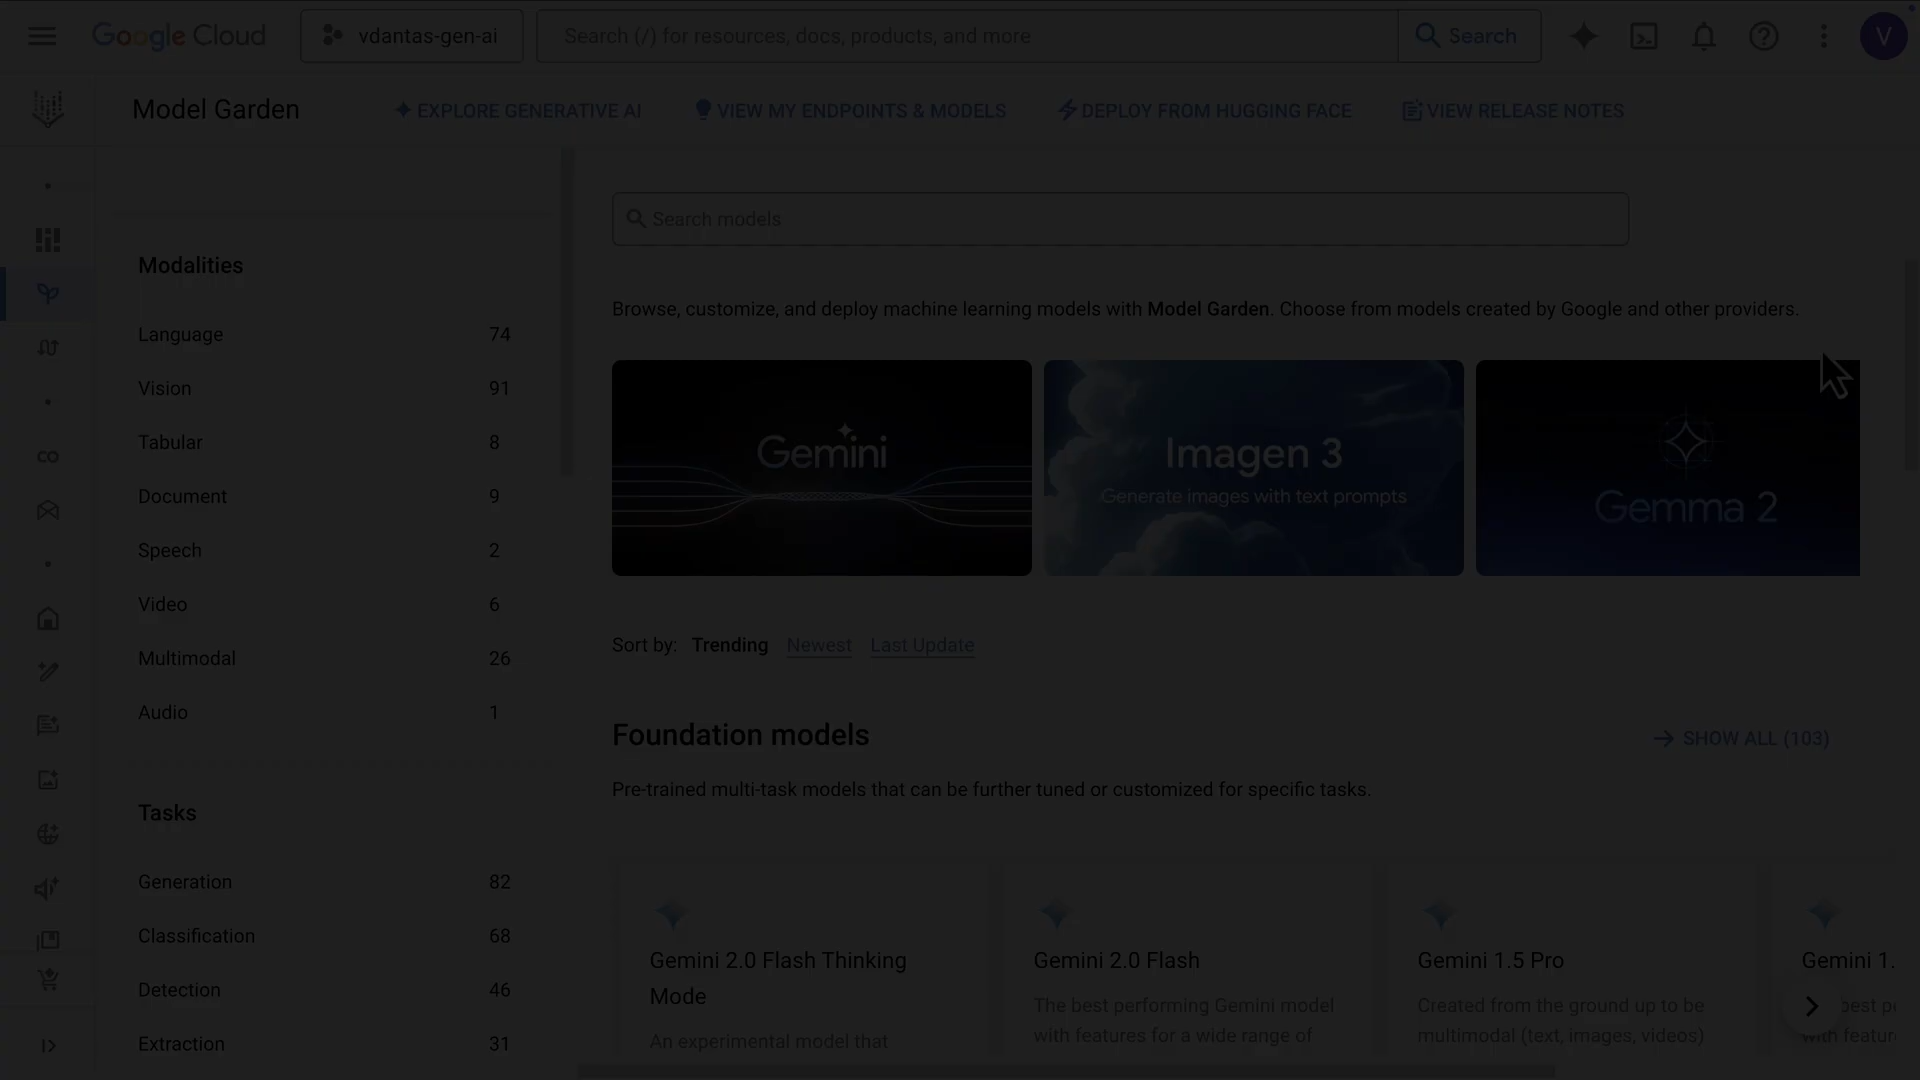 Google Cloud
vdantas-gen-ai
Search (/) for resources, docs, products, and more
Search
V
Model Garden
EXPLORE GENERATIVE AI
VIEW MY ENDPOINTS & MODELS
DEPLOY FROM HUGGING FACE
VIEW RELEASE NOTES
Modalities
Language 74
Vision 91
Tabular 8
Document 9
Speech 2
Video 6
Multimodal 26
Audio 1
Tasks
Generation 82
Classification 68
Detection 46
Extraction 31
Search models
Browse, customize, and deploy machine learning models with Model Garden. Choose from models created by Google and other providers.
Gemini
Imagen 3
Generate images with text prompts
Gemma 2
Sort by: Trending Newest Last Update
Foundation models
SHOW ALL (103)
Pre-trained multi-task models that can be further tuned or customized for specific tasks.
Gemini 2.0 Flash Thinking
Mode
An experimental model that
Gemini 2.0 Flash
The best performing Gemini model
with features for a wide range of
Gemini 1.5 Pro
Created from the ground up to be
multimodal (text, images, videos)
Gemini 1.
best pe
with featur